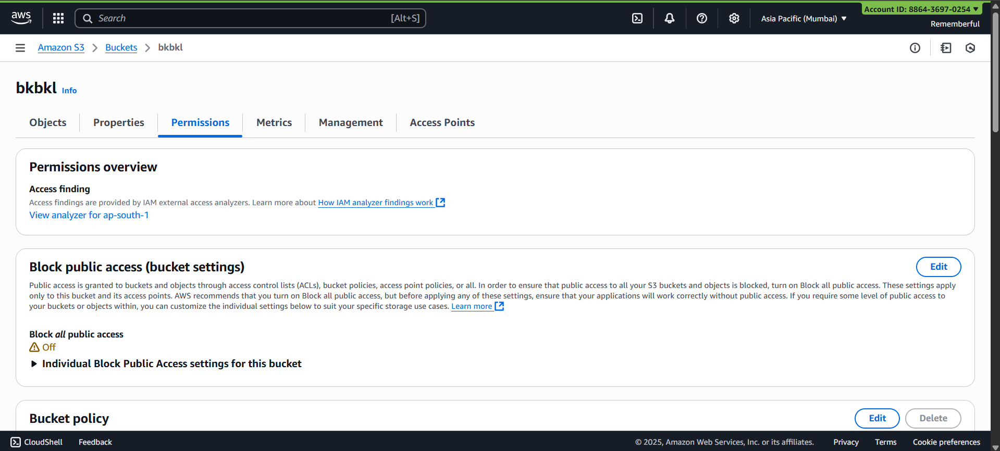 aws
Search [Alt+S]
Asia Pacific (Mumbai)
Account ID: 8864-3697-0254
Rememberful
Amazon S3 Buckets bkbkl
bkbkl Info
Objects Properties Permissions Metrics Management Access Points
Permissions overview
Access finding
Access findings are provided by IAM external access analyzers. Learn more about How IAM analyzer findings work
View analyzer for ap-south-1
Block public access (bucket settings) Edit
Public access is granted to buckets and objects through access control lists (ACLs), bucket policies, access point policies, or all. In order to ensure that public access to all your S3 buckets and objects is blocked, turn on Block all public access. These settings apply
only to this bucket and its access points. AWS recommends that you turn on Block all public access, but before applying any of these settings, ensure that your applications will work correctly without public access. If you require some level of public access to
your buckets or objects within, you can customize the individual settings below to suit your specific storage use cases. Learn more
Block all public access
Off
Individual Block Public Access settings for this bucket
Bucket policy Edit Delete
CloudShell Feedback © 2025, Amazon Web Services, Inc. or its affiliates. Privacy Terms Cookie preferences